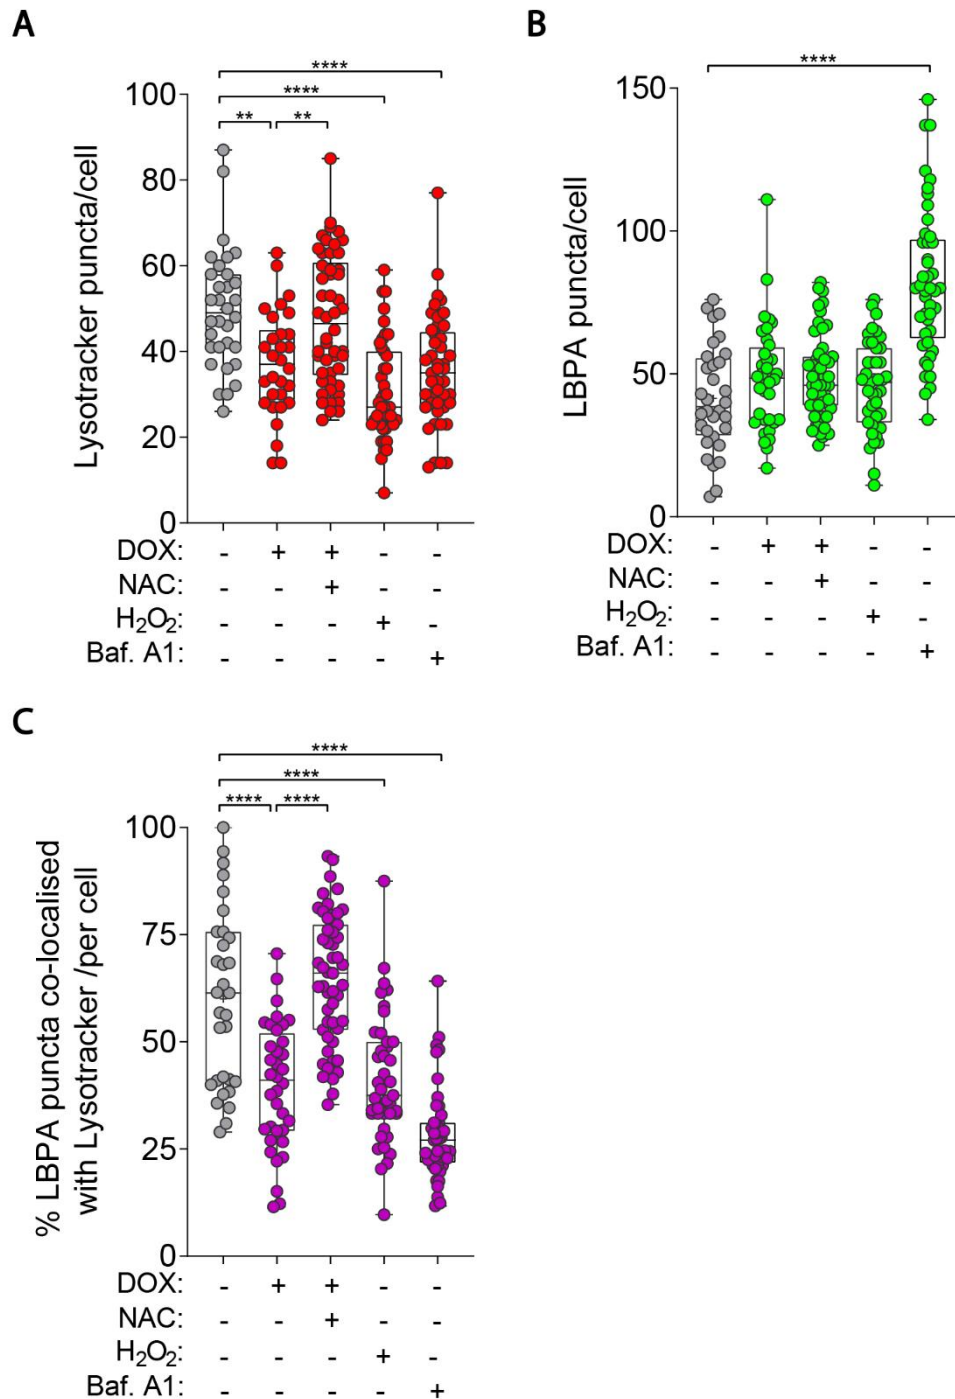 A
****
****
** **
100
80
60
40
20
0
Lysotracker puncta/cell
DOX: - + + - -
NAC: - - + - -
H2O2: - - - + -
Baf. A1: - - - - +
B
****
150
100
50
0
LBPA puncta/cell
DOX: - + + - -
NAC: - - + - -
H2O2: - - - + -
Baf. A1: - - - - +
C
****
****
**** ****
100
75
50
25
0
% LBPA puncta co-localised
with Lysotracker /per cell
DOX: - + + - -
NAC: - - + - -
H2O2: - - - + -
Baf. A1: - - - - +